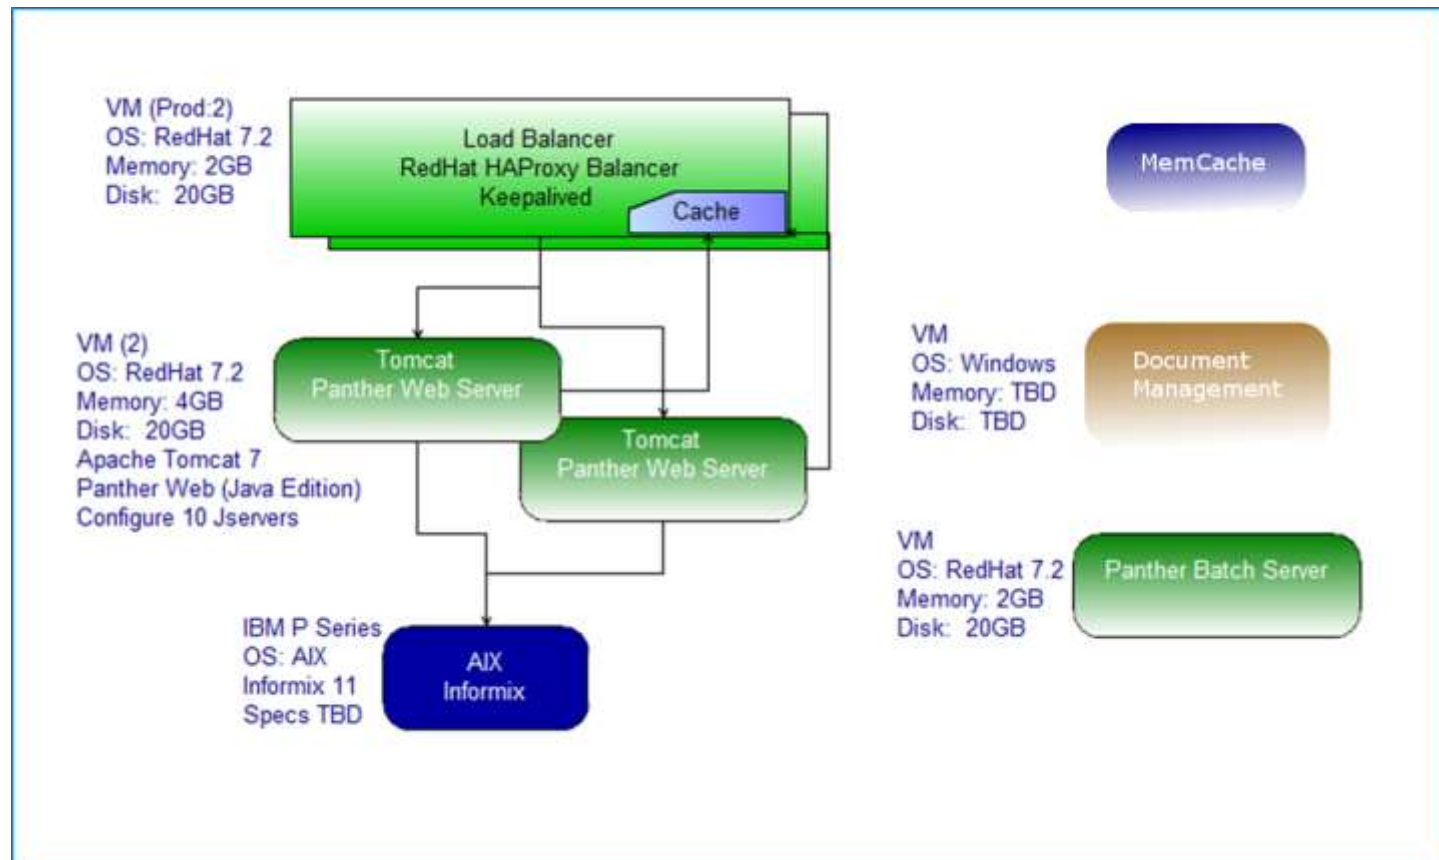 VM (Prod:2)
OS: RedHat 7.2
Memory: 2GB
Disk: 20GB
Load Balancer
RedHat HAProxy Balancer
Keepalived
Cache
MemCache
VM (2)
OS: RedHat 7.2
Memory: 4GB
Disk: 20GB
Apache Tomcat 7
Panther Web (Java Edition)
Configure 10 Jservers
Tomcat
Panther Web Server
Tomcat
Panther Web Server
VM
OS: Windows
Memory: TBD
Disk: TBD
Document
Management
VM
OS: RedHat 7.2
Memory: 2GB
Disk: 20GB
Panther Batch Server
IBM P Series
OS: AIX
Informix 11
Specs TBD
AIX
Informix